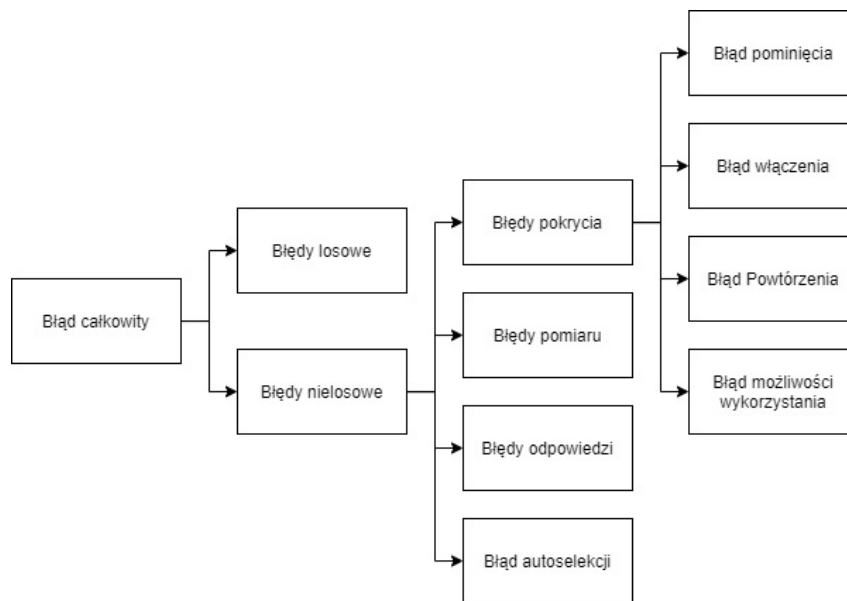 Błąd całkowity
Błędy losowe
Błędy nielosowe
Błędy pokrycia
Błędy pomiaru
Błędy odpowiedzi
Błąd autoselekcji
Błąd pominięcia
Błąd włączenia
Błąd Powtórzenia
Błąd możliwości
wykorzystania